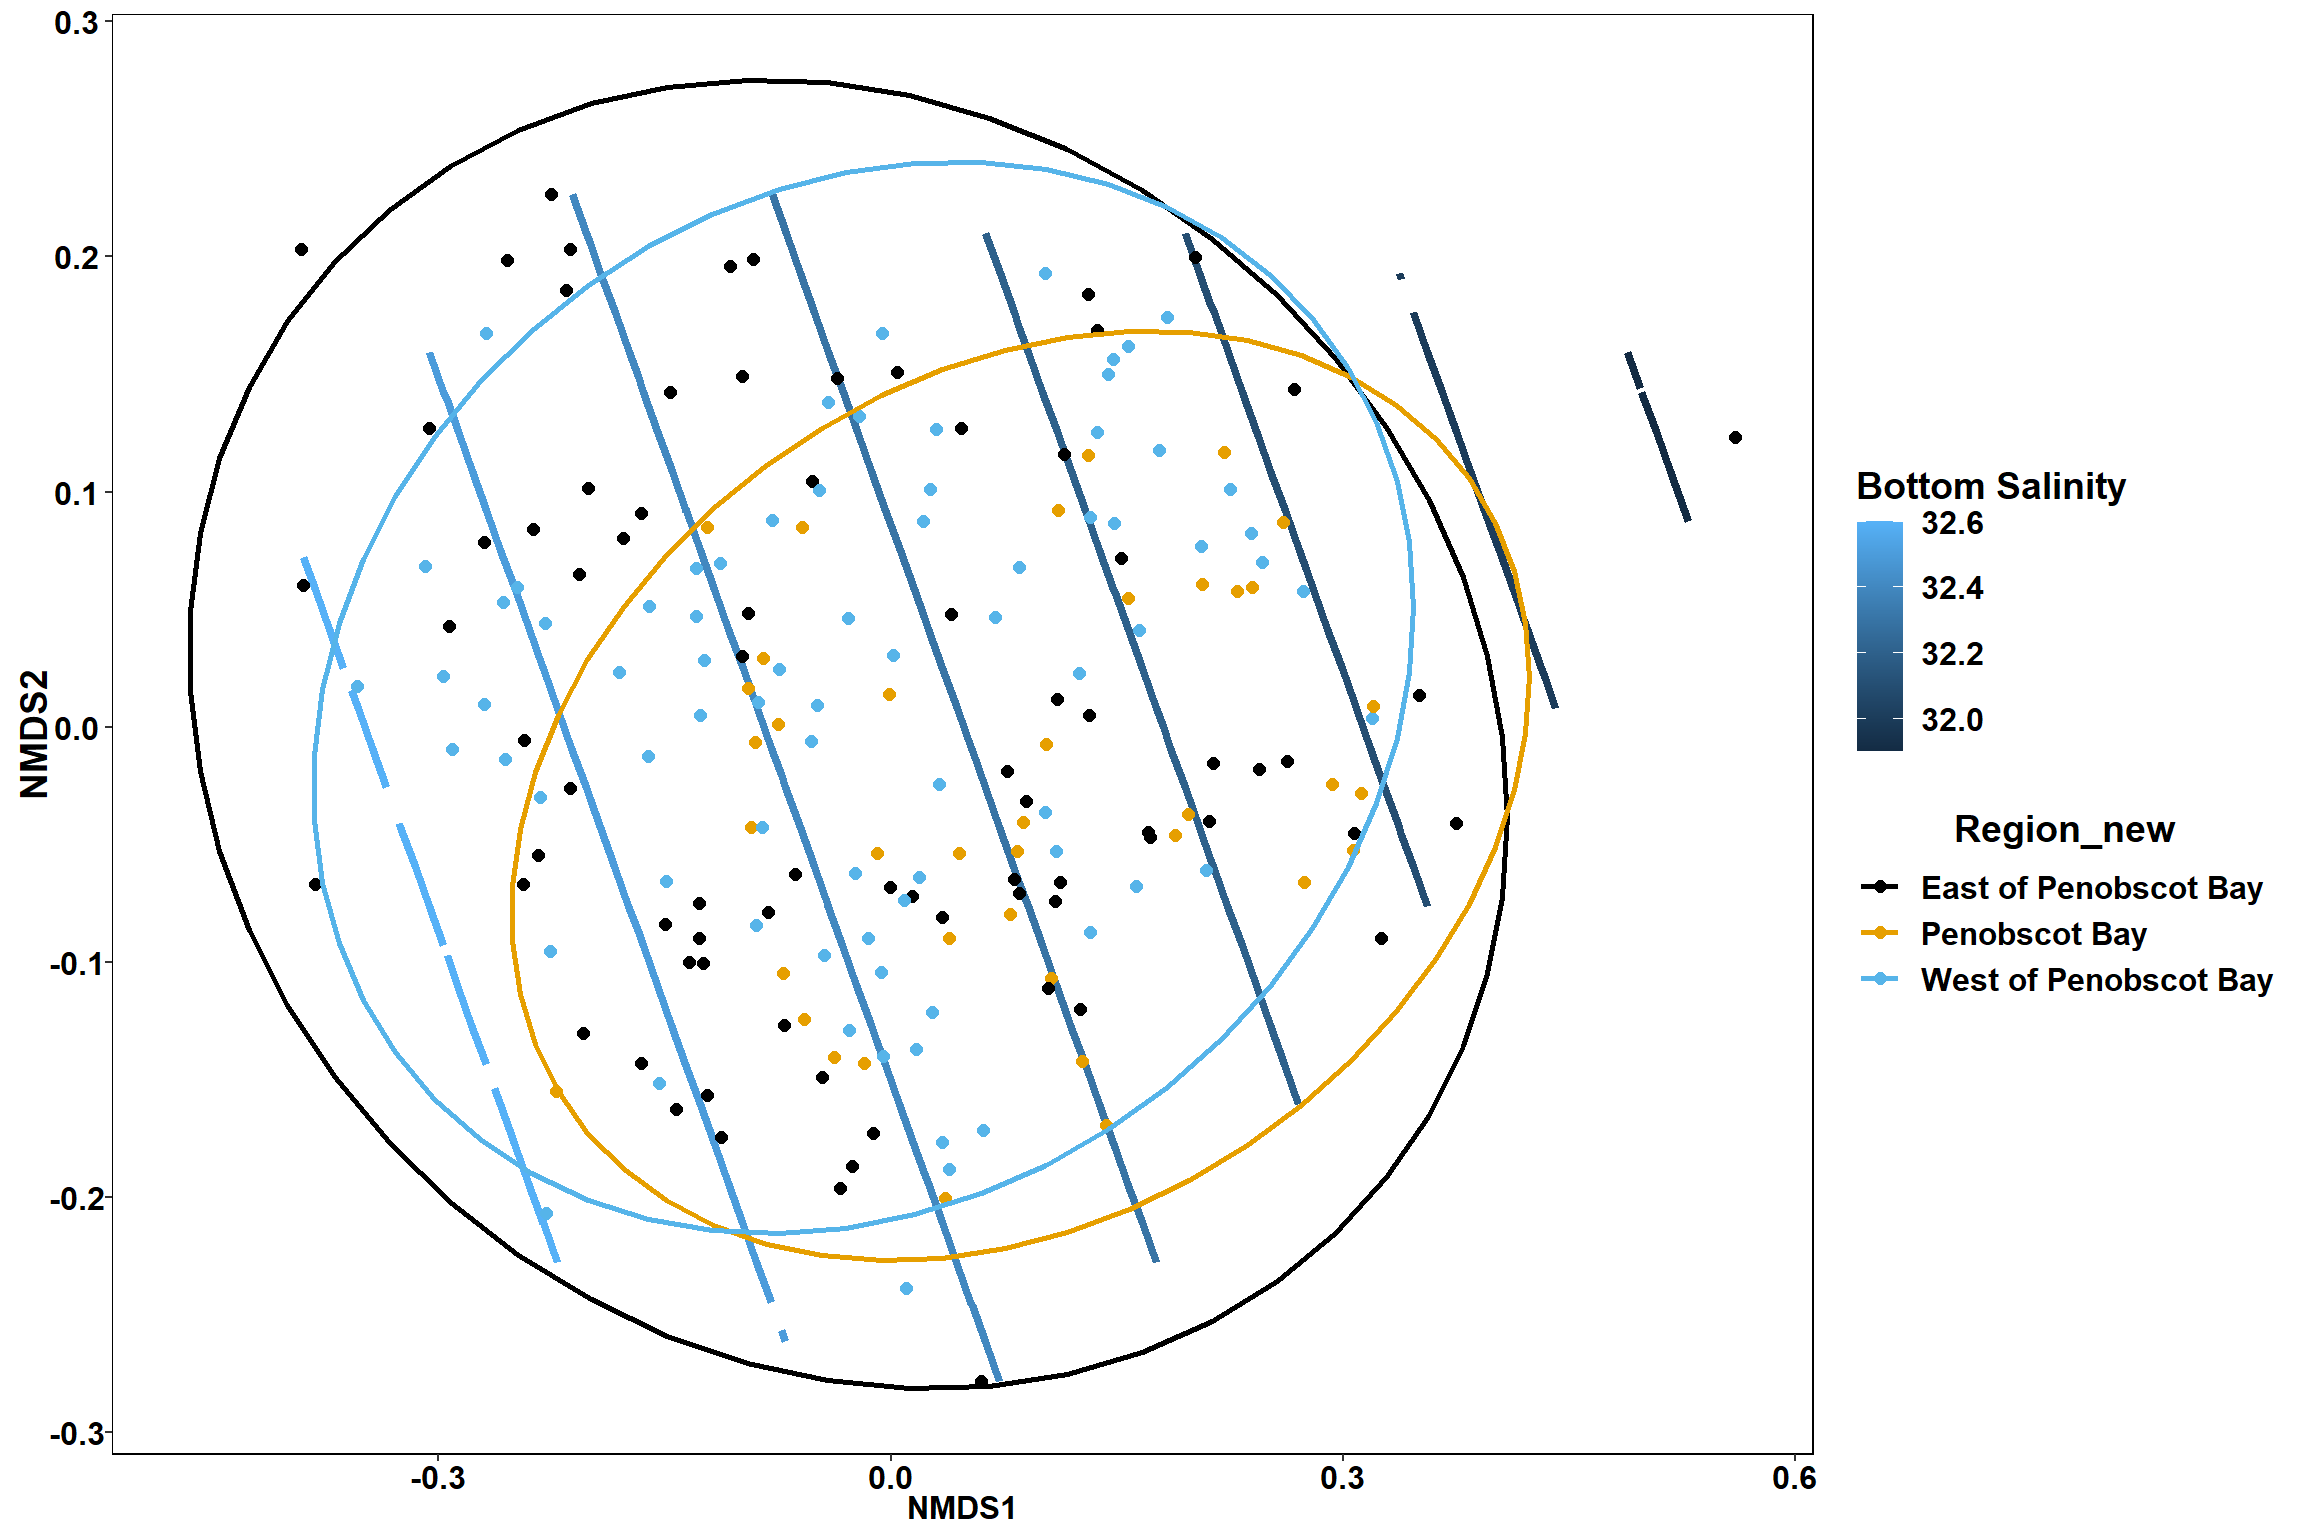 0.3
0.2
0.1
0.0
-0.1
-0.2
-0.3
NMDS2
-0.3
0.0
0.3
0.6
NMDS1
Bottom Salinity
32.6
32.4
32.2
32.0
Region_new
East of Penobscot Bay
Penobscot Bay
West of Penobscot Bay